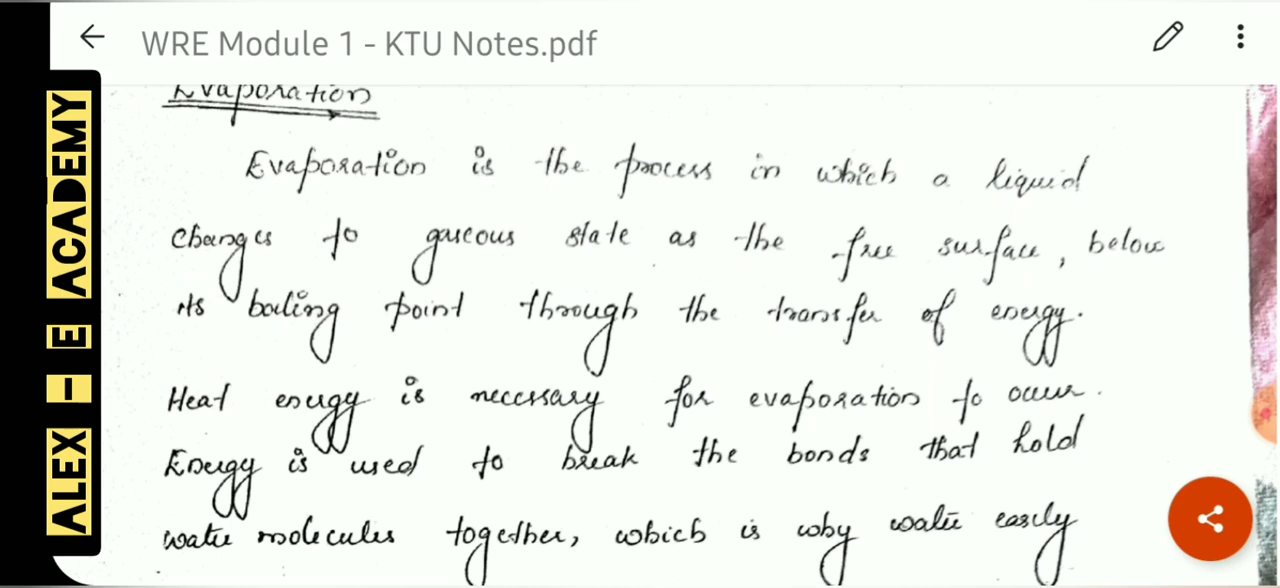 WRE Module 1 - KTU Notes.pdf
Evaporation
Evaporation is the process in which a liquid
changes to gaseous state as the free surface, below
its boiling point through the transfer of energy.
Heat energy is necessary for evaporation to occur.
Energy is used to break the bonds that hold
water molecules together, which is why water easily
ALEX - E ACADEMY